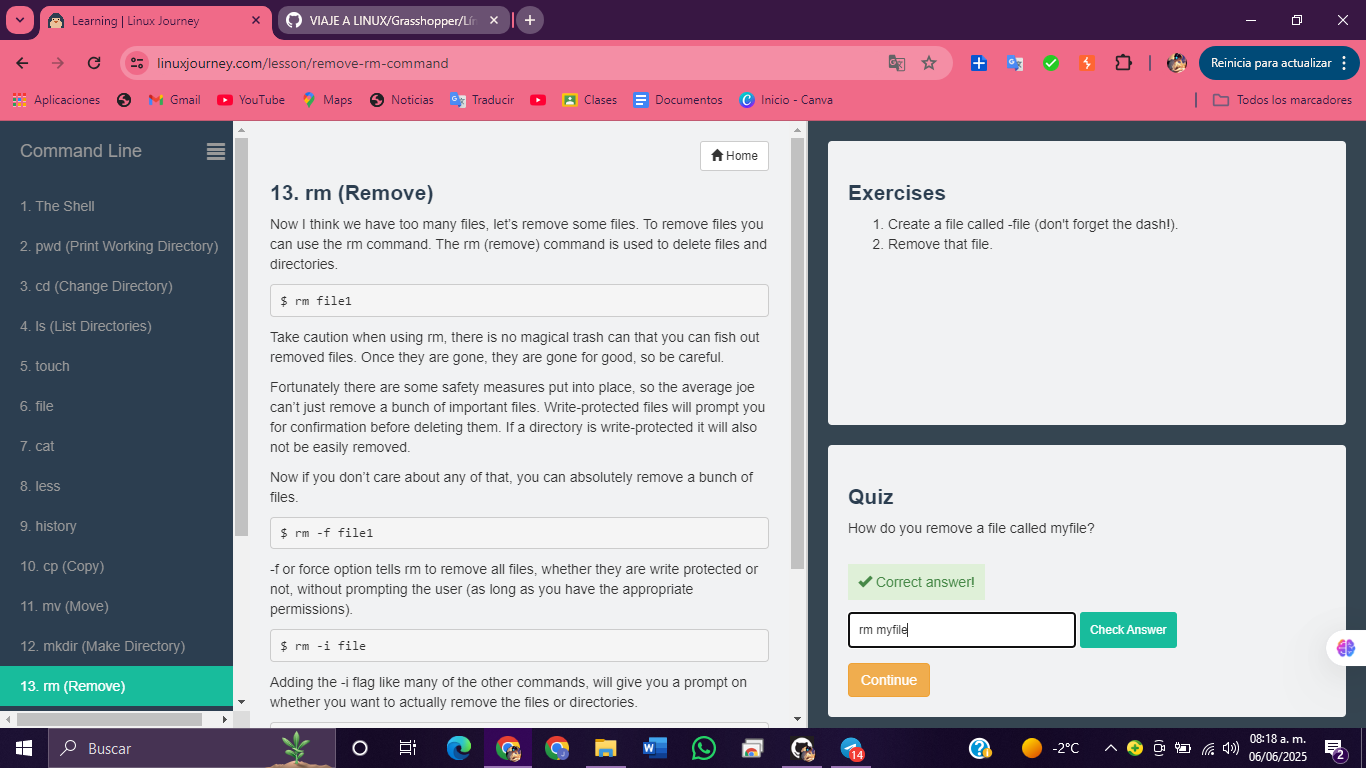 Learning | Linux Journey
VIAJE A LINUX/Grasshopper/Lín
linuxjourney.com/lesson/remove-rm-command
Reinicia para actualizar
Aplicaciones
Gmail
YouTube
Maps
Noticias
Traducir
Clases
Documentos
Inicio - Canva
Todos los marcadores
Command Line
1. The Shell
2. pwd (Print Working Directory)
3. cd (Change Directory)
4. ls (List Directories)
5. touch
6. file
7. cat
8. less
9. history
10. cp (Copy)
11. mv (Move)
12. mkdir (Make Directory)
13. rm (Remove)
Home
13. rm (Remove)
Now I think we have too many files, let's remove some files. To remove files you
can use the rm command. The rm (remove) command is used to delete files and
directories.
$ rm file1
Take caution when using rm, there is no magical trash can that you can fish out
removed files. Once they are gone, they are gone for good, so be careful.
Fortunately there are some safety measures put into place, so the average joe
can't just remove a bunch of important files. Write-protected files will prompt you
for confirmation before deleting them. If a directory is write-protected it will also
not be easily removed.
Now if you don't care about any of that, you can absolutely remove a bunch of
files.
$ rm -f file1
-f or force option tells rm to remove all files, whether they are write protected or
not, without prompting the user (as long as you have the appropriate
permissions).
$ rm -i file
Adding the -i flag like many of the other commands, will give you a prompt on
whether you want to actually remove the files or directories.
Exercises
1. Create a file called -file (don't forget the dash!).
2. Remove that file.
Quiz
How do you remove a file called myfile?
Correct answer!
rm myfile
Check Answer
Continue
Buscar
14
-2°C
08:18 a. m.
06/06/2025
2